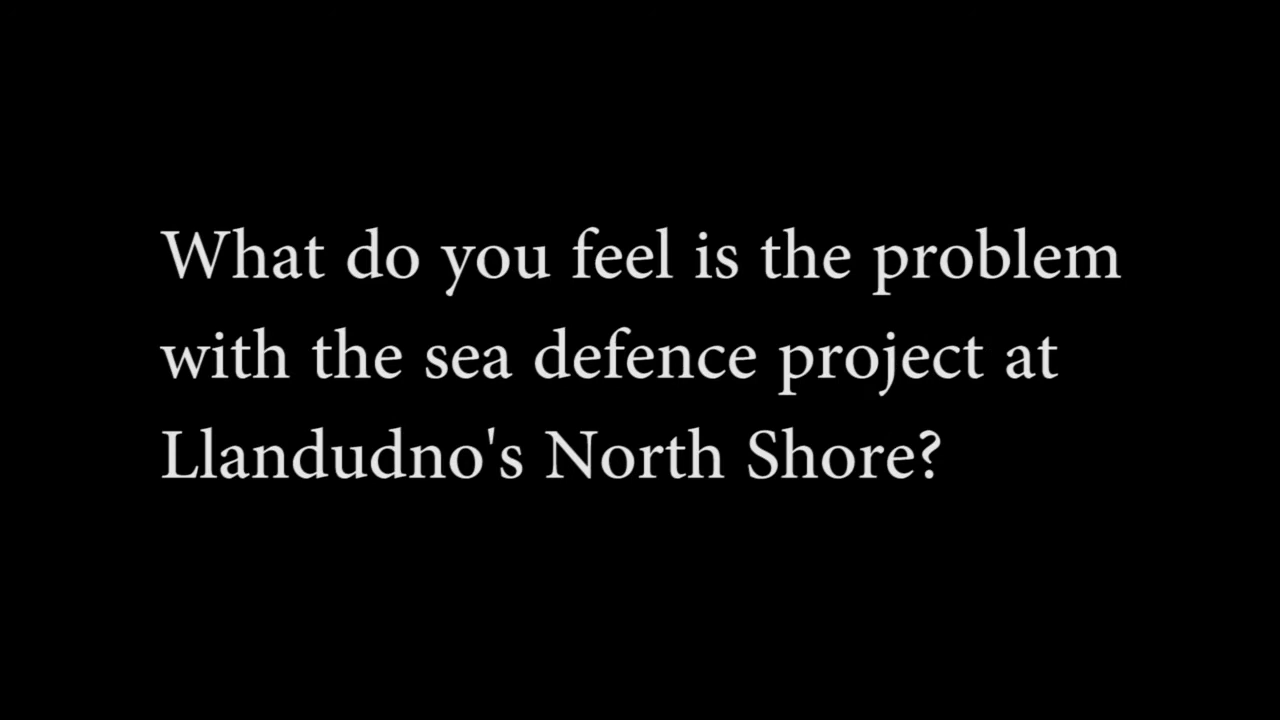 What do you feel is the problem
with the sea defence project at
Llandudno's North Shore?